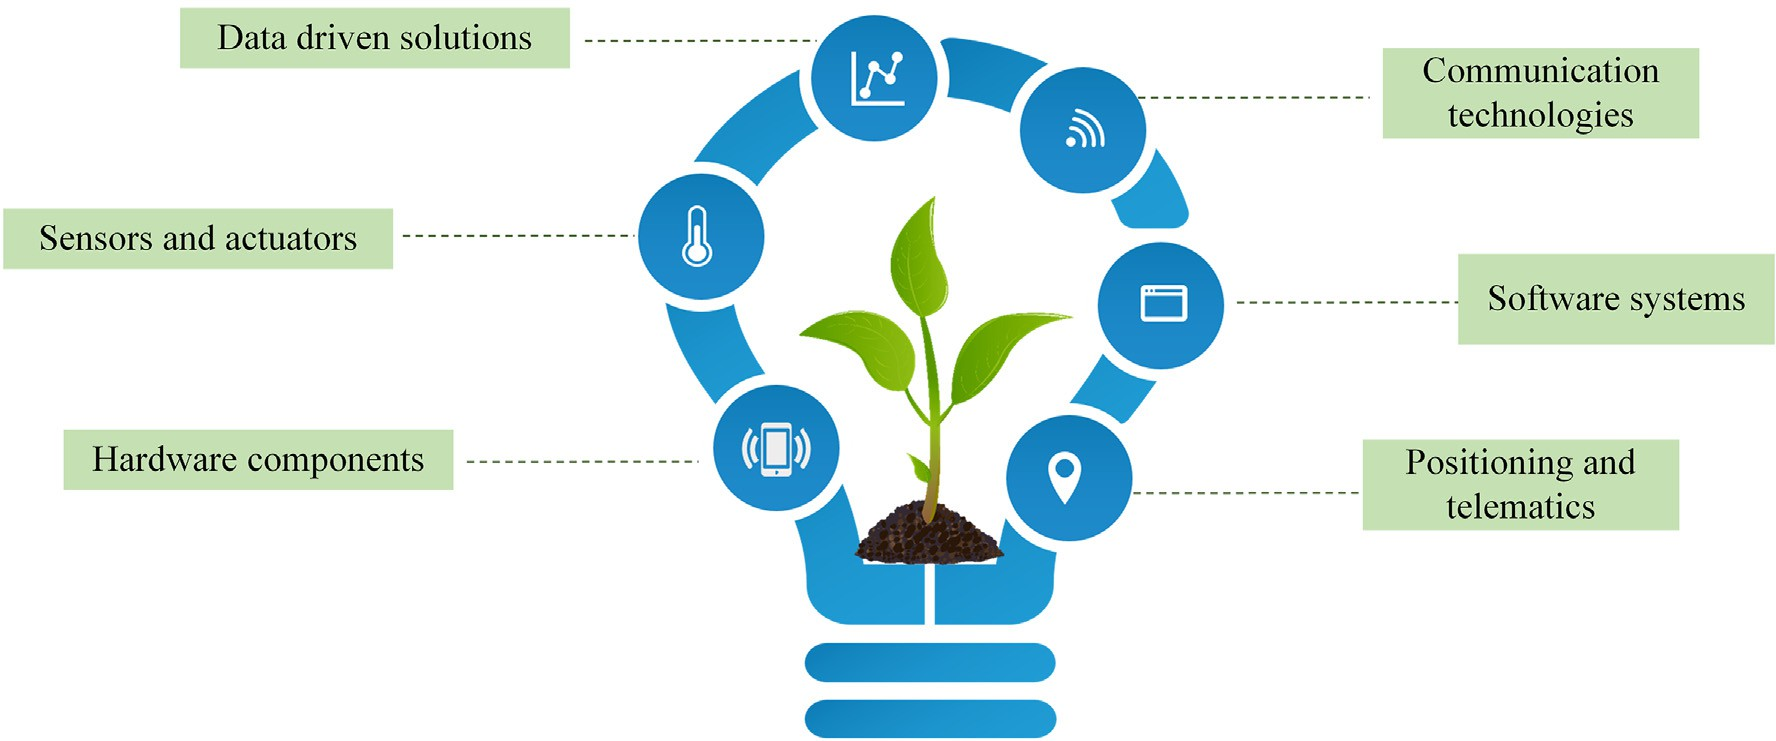 Data driven solutions
Communication
technologies
Sensors and actuators
Software systems
Hardware components
Positioning and
telematics